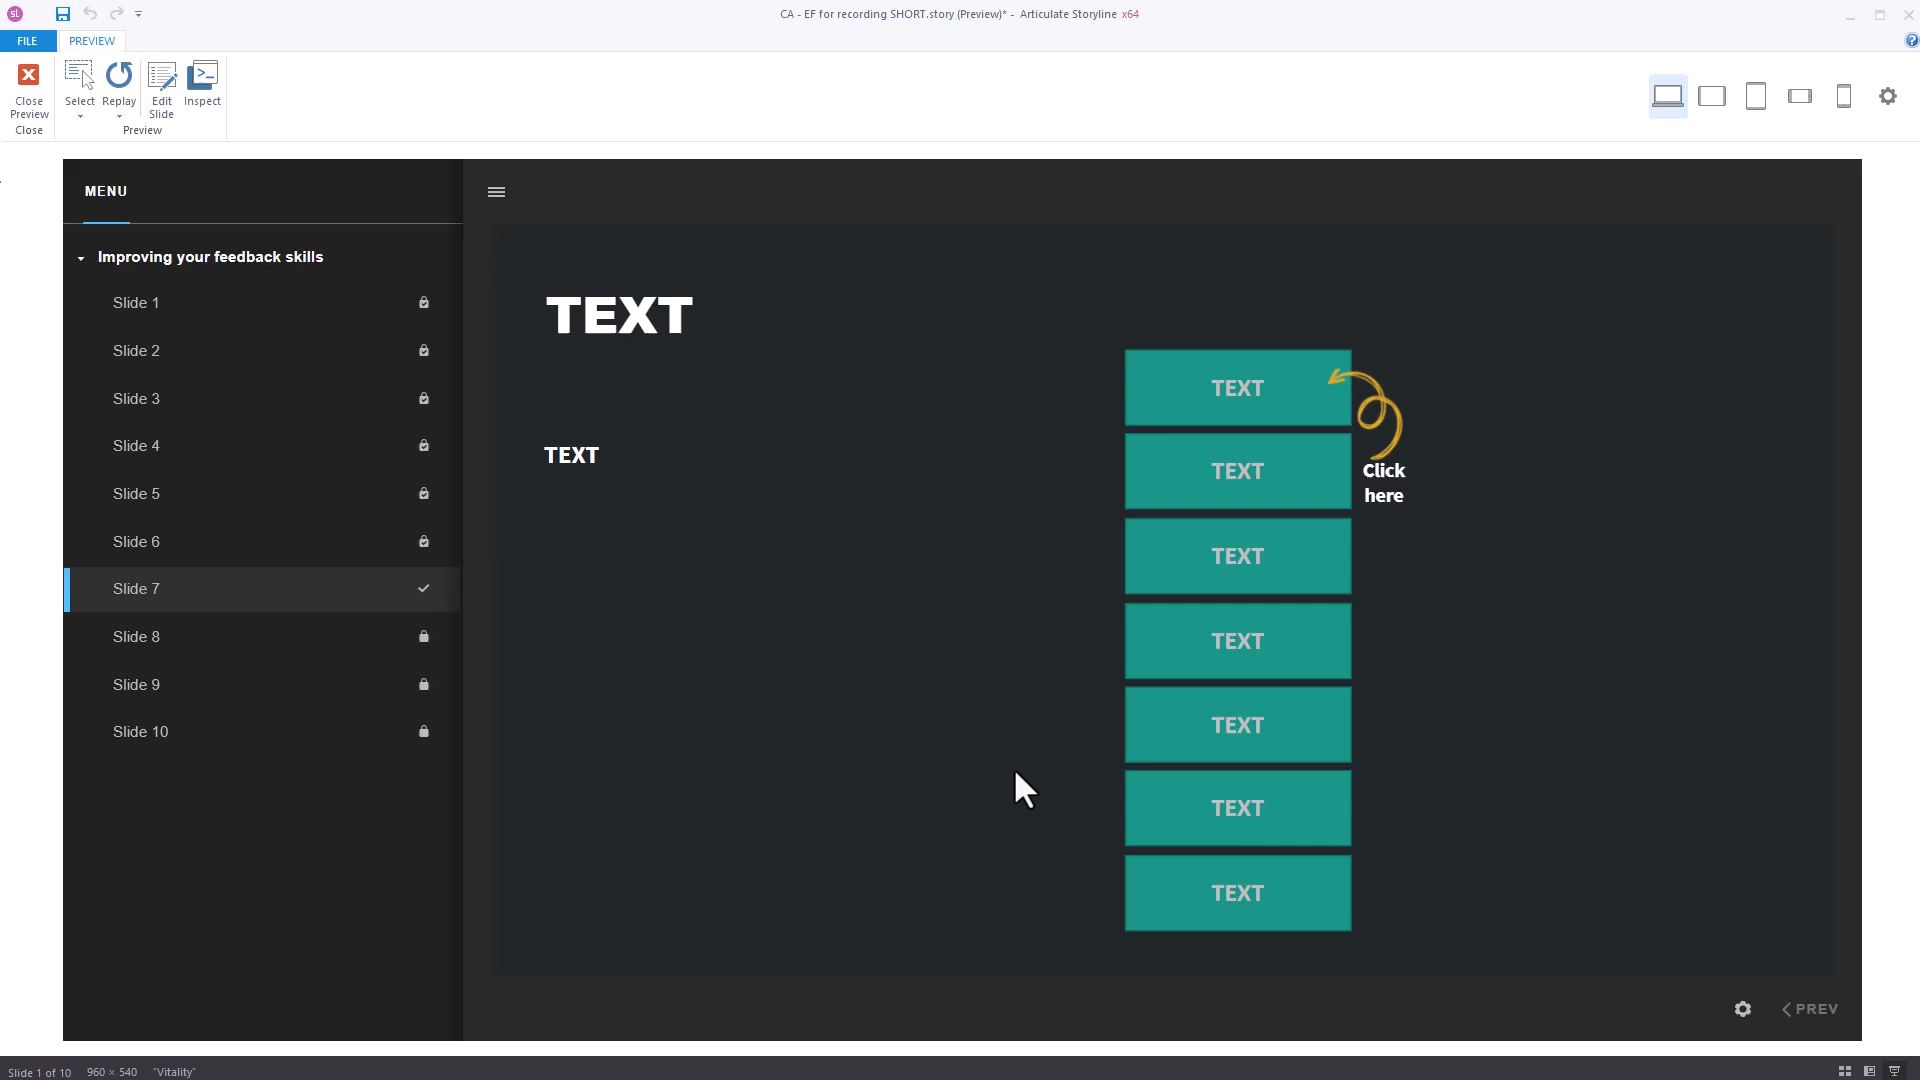 sl
CA - EF for recording SHORT.story (Preview)* - Articulate Storyline x64
FILE
PREVIEW
Close
Preview
Select
Replay
Edit
Slide
Inspect
Close
Preview
MENU
Improving your feedback skills
Slide 1
Slide 2
Slide 3
Slide 4
Slide 5
Slide 6
Slide 7
Slide 8
Slide 9
Slide 10
TEXT
TEXT
TEXT
TEXT
TEXT
TEXT
TEXT
TEXT
TEXT
Click
here
PREV
Slide 1 of 10 960 × 540 "Vitality"